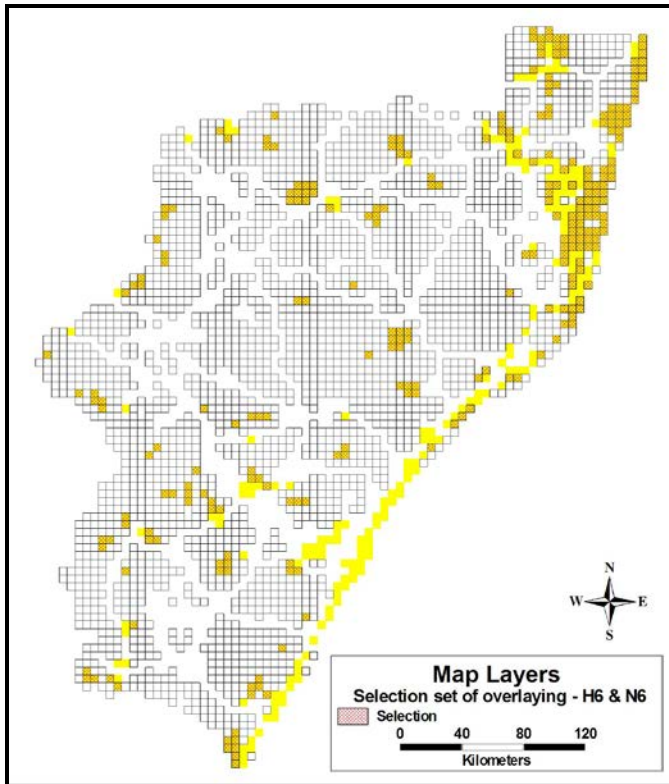 N
W E
S
Map Layers
Selection set of overlaying - H6 & N6
Selection
0 40 80 120
Kilometers